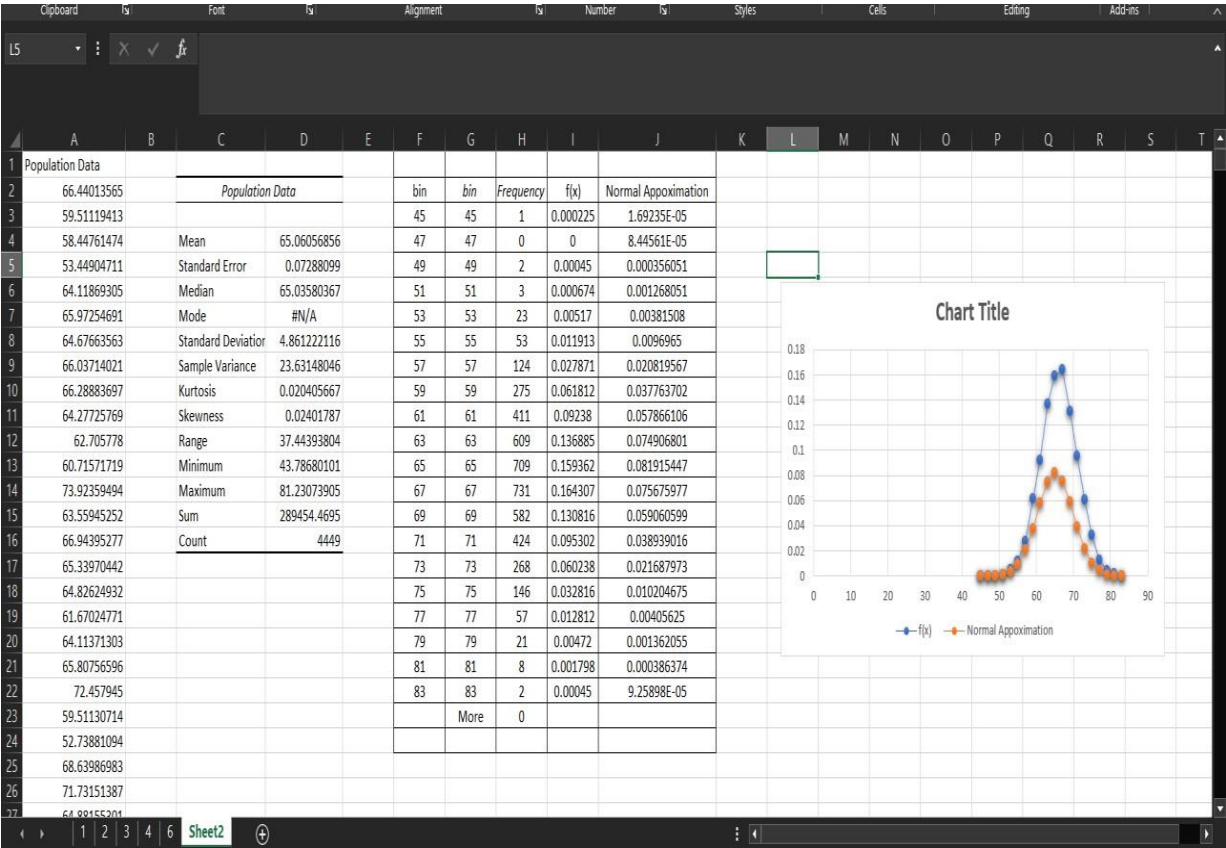 Clipboard Font Alignment Number Styles Cells Editing Add-ins
L5 fx
A B C D E F G H I J K L M N O P Q R S T
1 Population Data
2 66.44013565 Population Data bin bin Frequency f(x) Normal Appoximation
3 59.51119413 45 45 1 0.000225 1.69235E-05
4 58.44761474 Mean 65.06056856 47 47 0 0 8.44561E-05
5 53.44904711 Standard Error 0.07288099 49 49 2 0.00045 0.000356051
6 64.11869305 Median 65.03580367 51 51 3 0.000674 0.001268051
7 65.97254691 Mode #N/A 53 53 23 0.00517 0.00381508
8 64.67663563 Standard Deviation 4.861222116 55 55 53 0.011913 0.0096965
9 66.03714021 Sample Variance 23.63148046 57 57 124 0.027871 0.020819567
10 66.28883697 Kurtosis 0.020405667 59 59 275 0.061812 0.037763702
11 64.27725769 Skewness 0.02401787 61 61 411 0.09238 0.057866106
12 62.705778 Range 37.44393804 63 63 609 0.136885 0.074906801
13 60.71571719 Minimum 43.78680101 65 65 709 0.159362 0.081915447
14 73.92359494 Maximum 81.23073905 67 67 731 0.164307 0.075675977
15 63.55945252 Sum 289454.4695 69 69 582 0.130816 0.059060599
16 66.94395277 Count 4449 71 71 424 0.095302 0.038939016
17 65.33970442 73 73 268 0.060238 0.021687973
18 64.82624932 75 75 146 0.032816 0.010204675
19 61.67024771 77 77 57 0.012812 0.00405625
20 64.11371303 79 79 21 0.00472 0.001362055
21 65.80756596 81 81 8 0.001798 0.000386374
22 72.457945 83 83 2 0.00045 9.25898E-05
23 59.51130714 More 0
24 52.73881094
25 68.63986983
26 71.73151387
27 64.88155301
Chart Title
0.18
0.16
0.14
0.12
0.1
0.08
0.06
0.04
0.02
0
0 10 20 30 40 50 60 70 80 90
f(x) Normal Appoximation
1 2 3 4 6 Sheet2